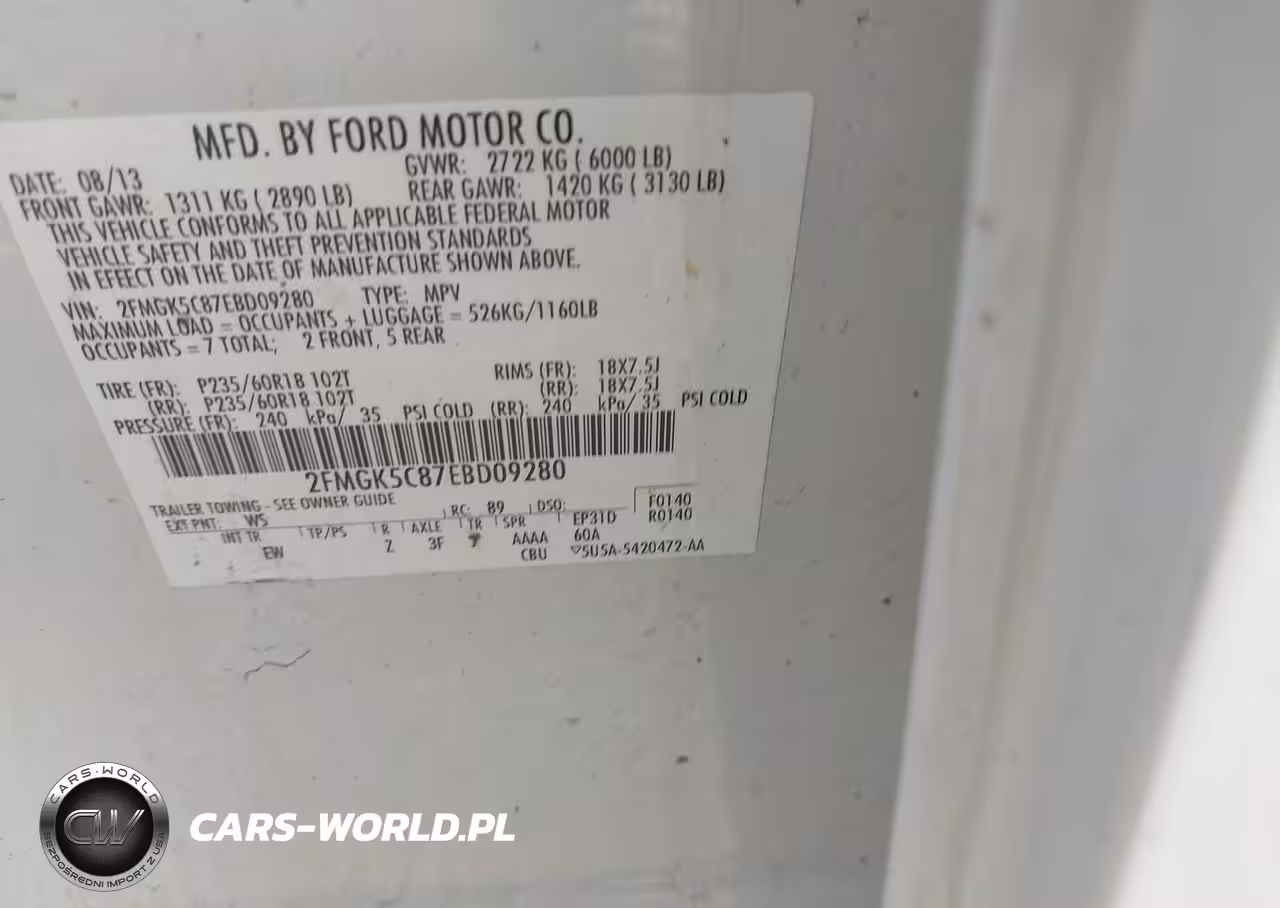 MFD. BY FORD MOTOR CO.
DATE: 08/13 GVWR: 2722 KG ( 6000 LB)
FRONT GAWR: 1311 KG ( 2890 LB) REAR GAWR: 1420 KG ( 3130 LB)
THIS VEHICLE CONFORMS TO ALL APPLICABLE FEDERAL MOTOR
VEHICLE SAFETY AND THEFT PREVENTION STANDARDS
IN EFFECT ON THE DATE OF MANUFACTURE SHOWN ABOVE.
VIN: 2FMGK5C87EBD09280 TYPE: MPV
MAXIMUM LOAD = OCCUPANTS + LUGGAGE = 526KG/1160LB
OCCUPANTS = 7 TOTAL; 2 FRONT, 5 REAR
TIRE (FR): P235/60R18 102T RIMS (FR): 18X7.5J
(RR): P235/60R18 102T (RR): 18X7.5J
PRESSURE (FR): 240 kPa/ 35 PSI COLD (RR): 240 kPa/ 35 PSI COLD
2FMGK5C87EBD09280
TRAILER TOWING - SEE OWNER GUIDE
EXT PNT: WS RC: 89 DSO: F0140
R0140
INT TR TP/PS R AXLE TR SPR EP31D
EW Z 3F AAAA 60A
CBU ▽5U5A-5420472-AA
CARS-WORLD
CW
BEZPOŚREDNI IMPORT Z USA
CARS-WORLD.PL